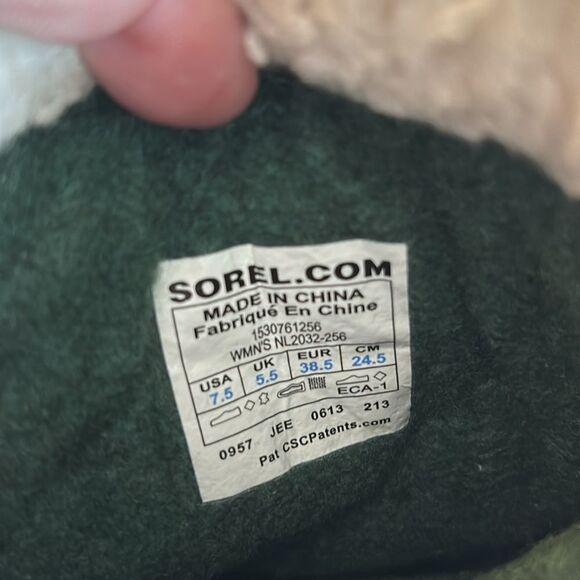 SOREL.COM
MADE IN CHINA
Fabriqué En Chine
1530761256
WMN'S NL2032-256
USA UK EUR CM
7.5 5.5 38.5 24.5
ECA-1
0957 JEE 0613 213
Pat CSCPatents.com